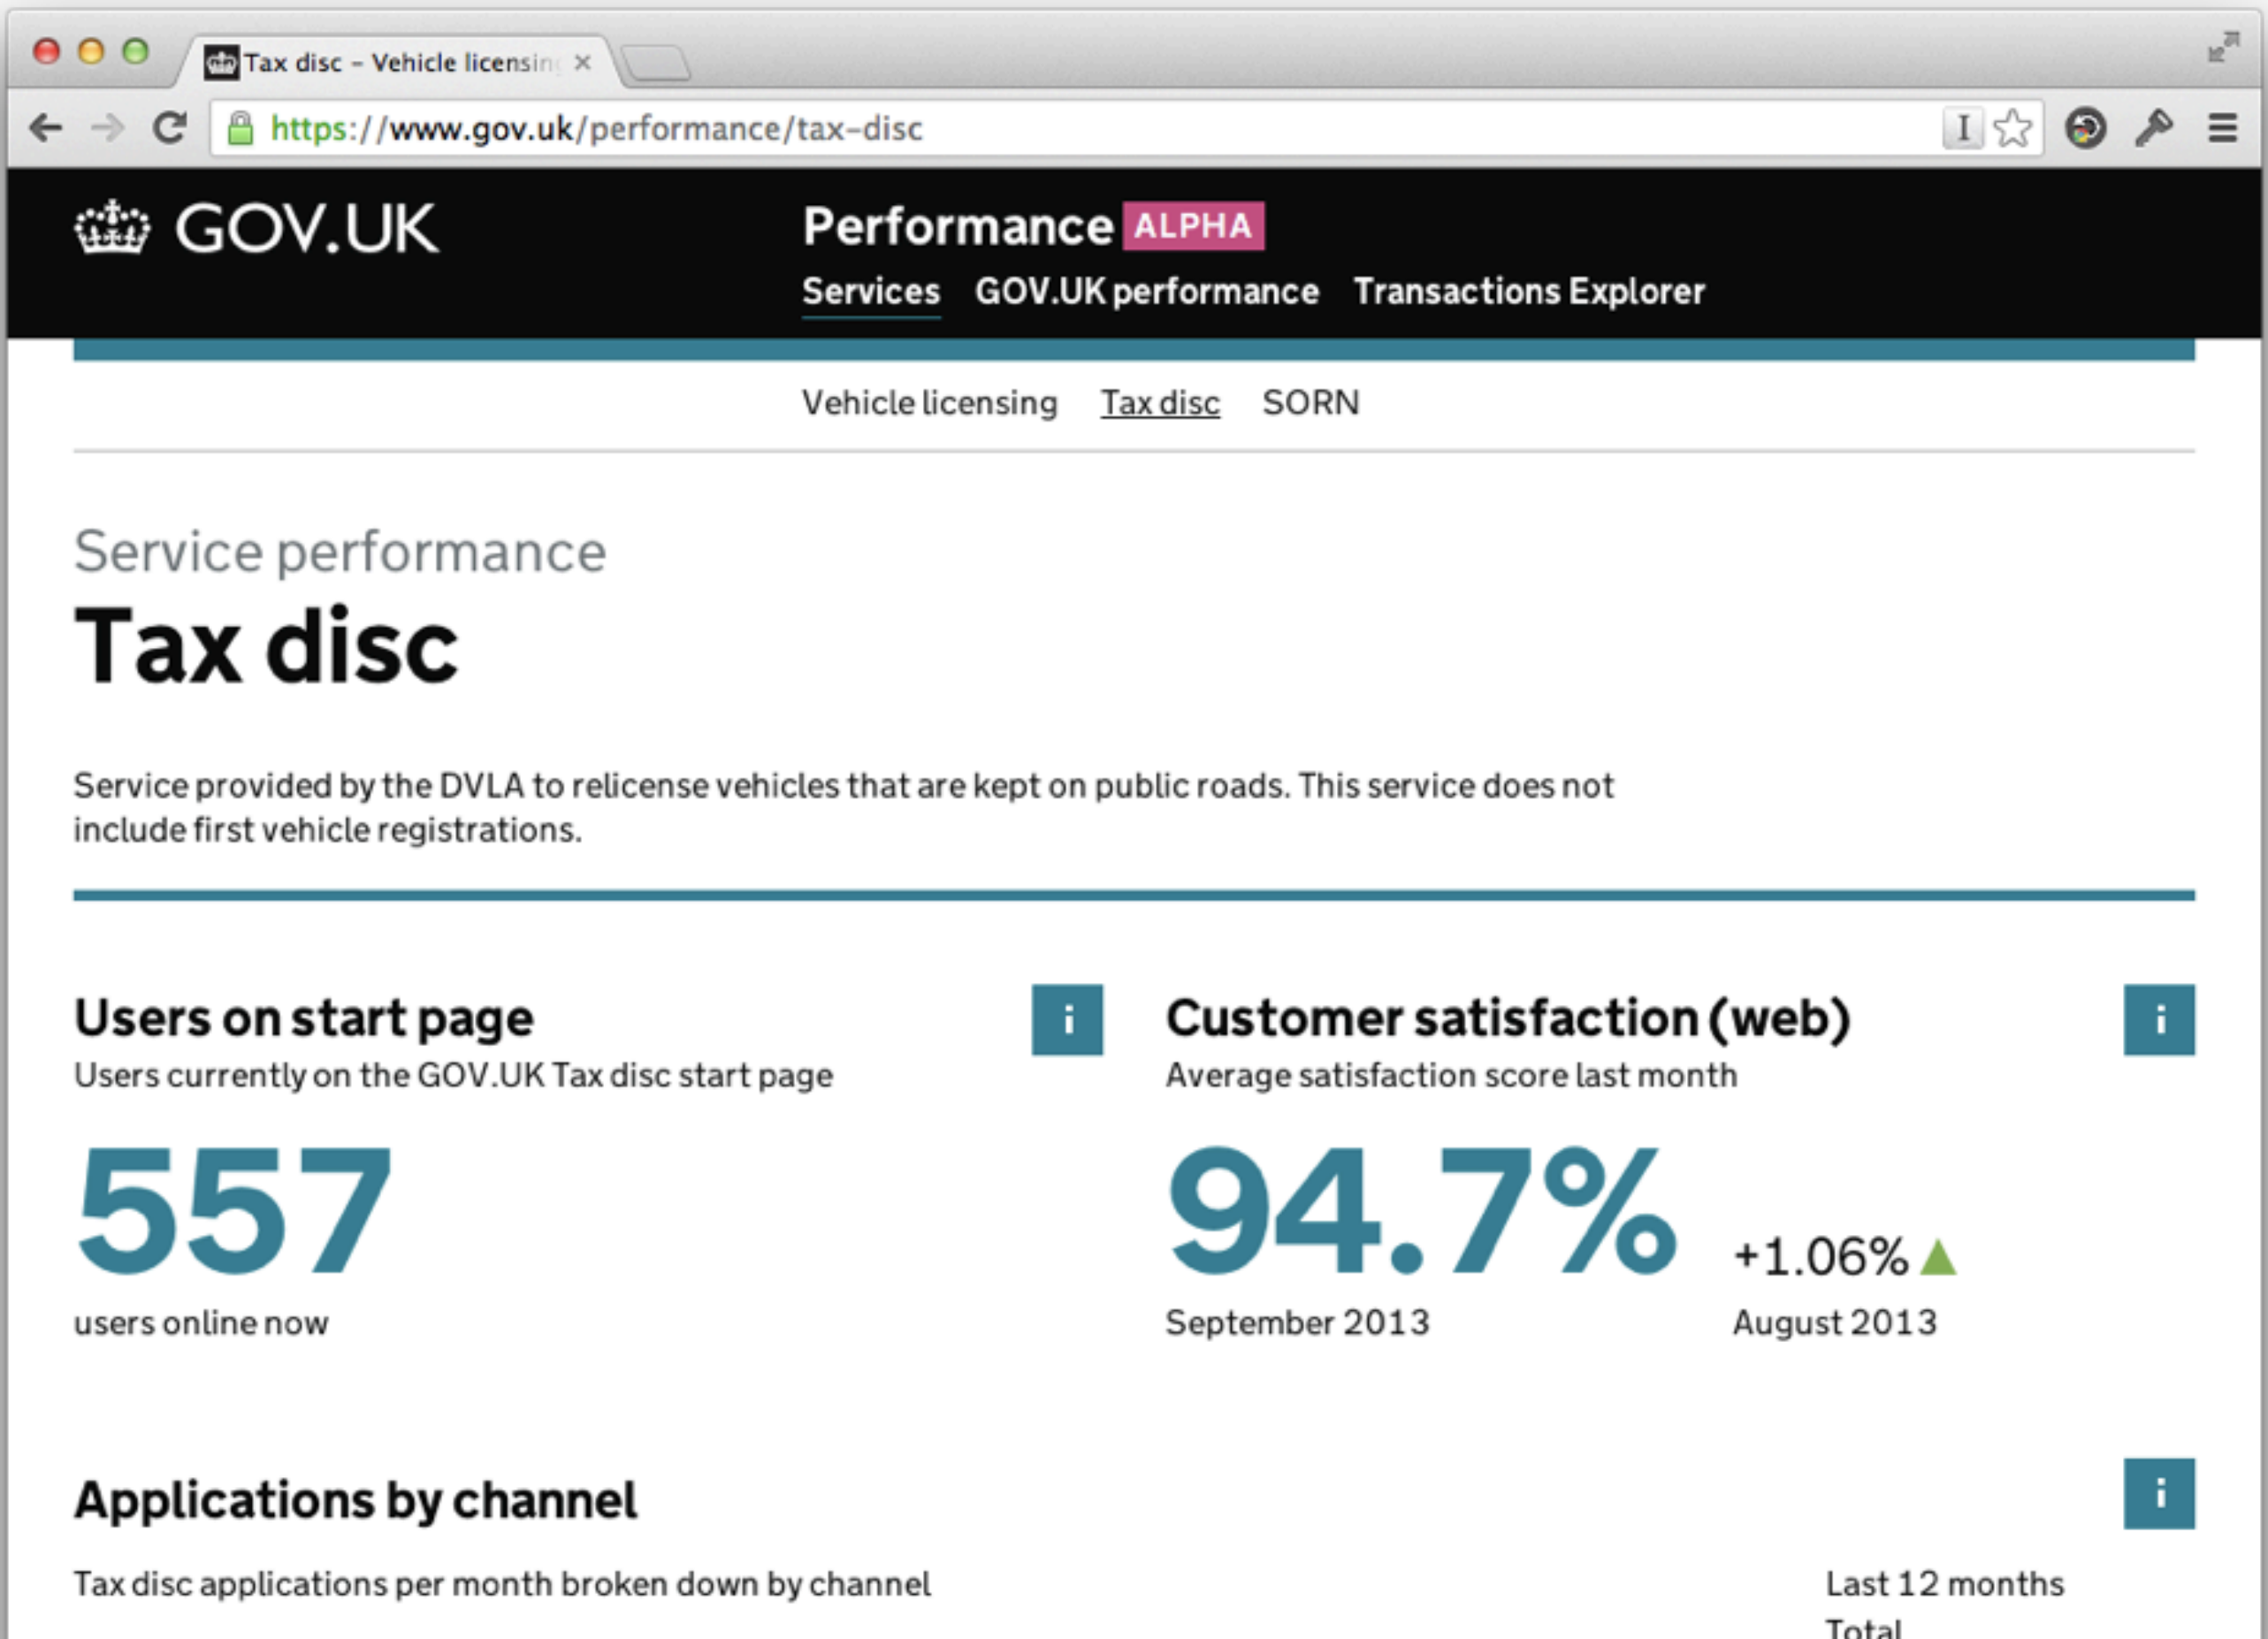 Tax disc – Vehicle licensin
https://www.gov.uk/performance/tax-disc
GOV.UK
Performance ALPHA
Services GOV.UK performance Transactions Explorer
Vehicle licensing Tax disc SORN
Service performance
Tax disc
Service provided by the DVLA to relicense vehicles that are kept on public roads. This service does not
include first vehicle registrations.
Users on start page i
Users currently on the GOV.UK Tax disc start page
557
users online now
Customer satisfaction (web) i
Average satisfaction score last month
94.7% +1.06%
September 2013 August 2013
Applications by channel i
Tax disc applications per month broken down by channel
Last 12 months
Total